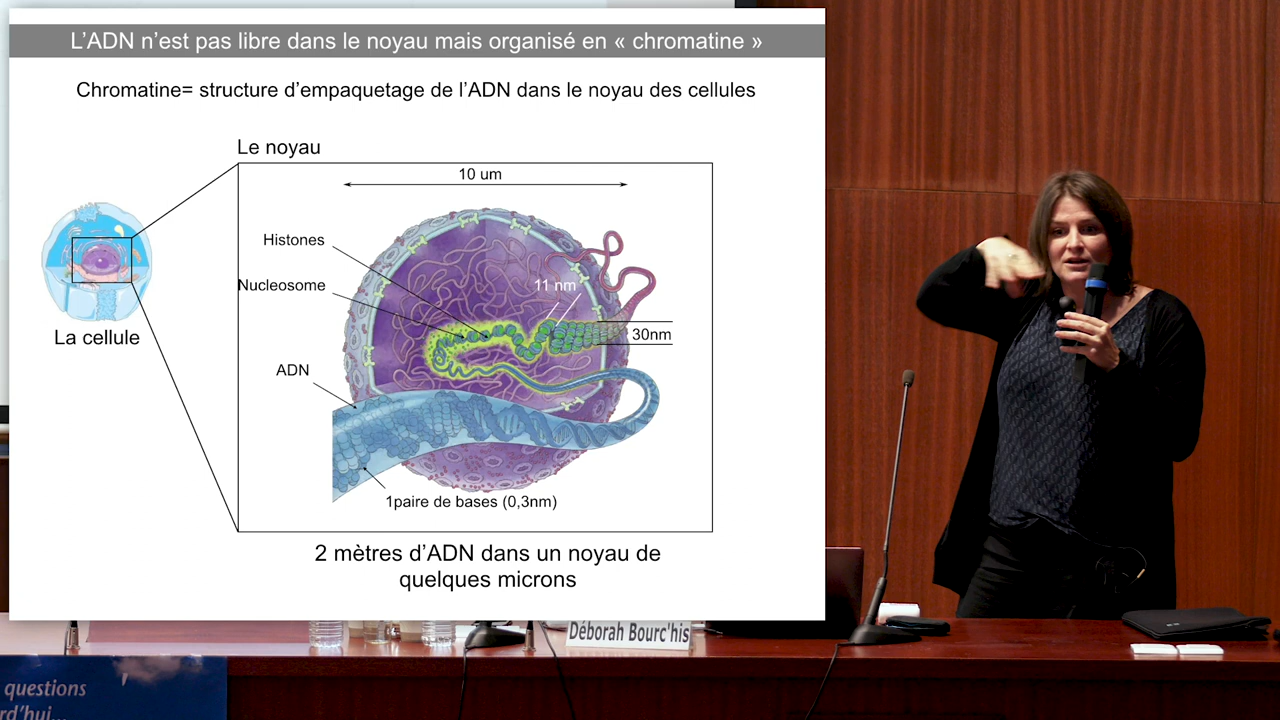 L’ADN n’est pas libre dans le noyau mais organisé en « chromatine »
Chromatine= structure d’empaquetage de l’ADN dans le noyau des cellules
Le noyau
10 um
Histones
Nucleosome
11 nm
30nm
La cellule
ADN
1paire de bases (0,3nm)
2 mètres d’ADN dans un noyau de
quelques microns
Déborah Bourc'his
questions
rd'hui...